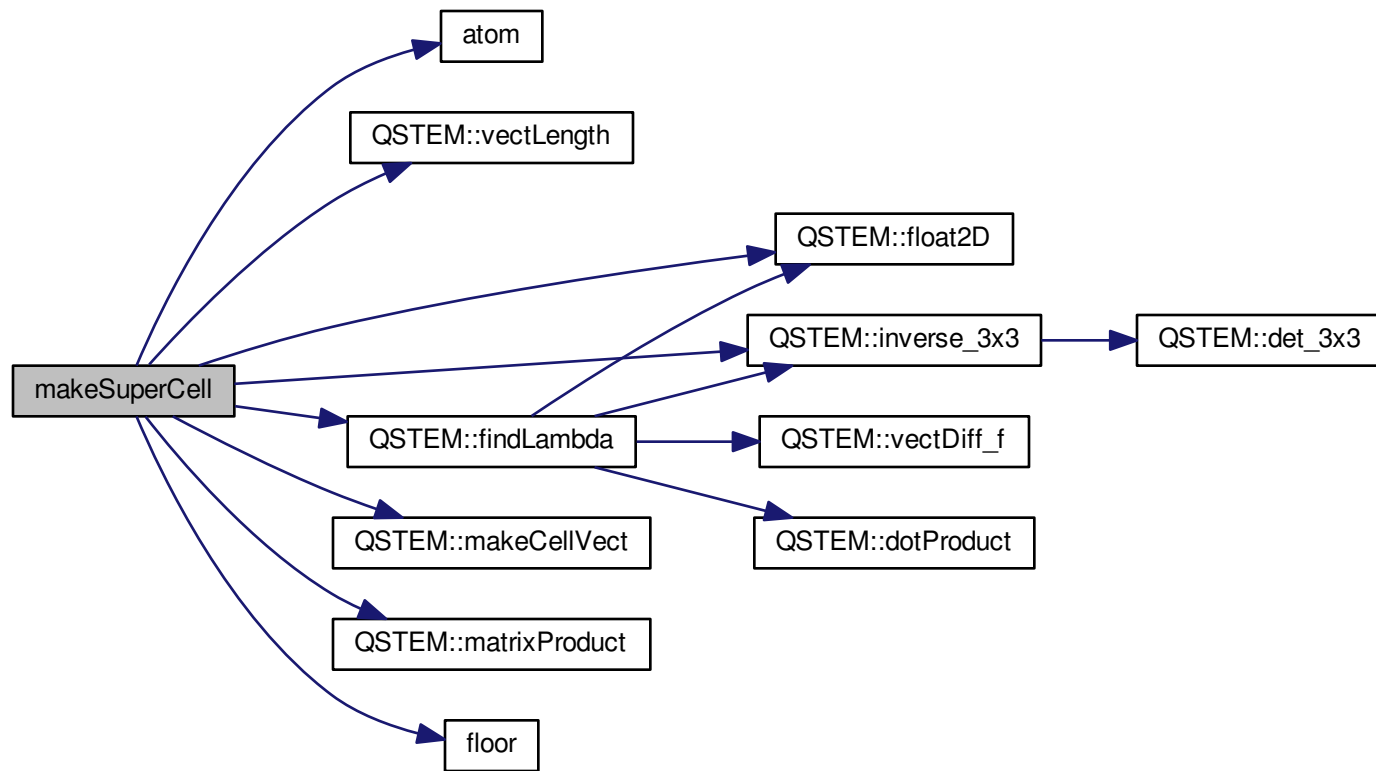 atom
QSTEM::vectLength
QSTEM::float2D
QSTEM::inverse_3x3
QSTEM::det_3x3
makeSuperCell
QSTEM::findLambda
QSTEM::vectDiff_f
QSTEM::makeCellVect
QSTEM::dotProduct
QSTEM::matrixProduct
floor